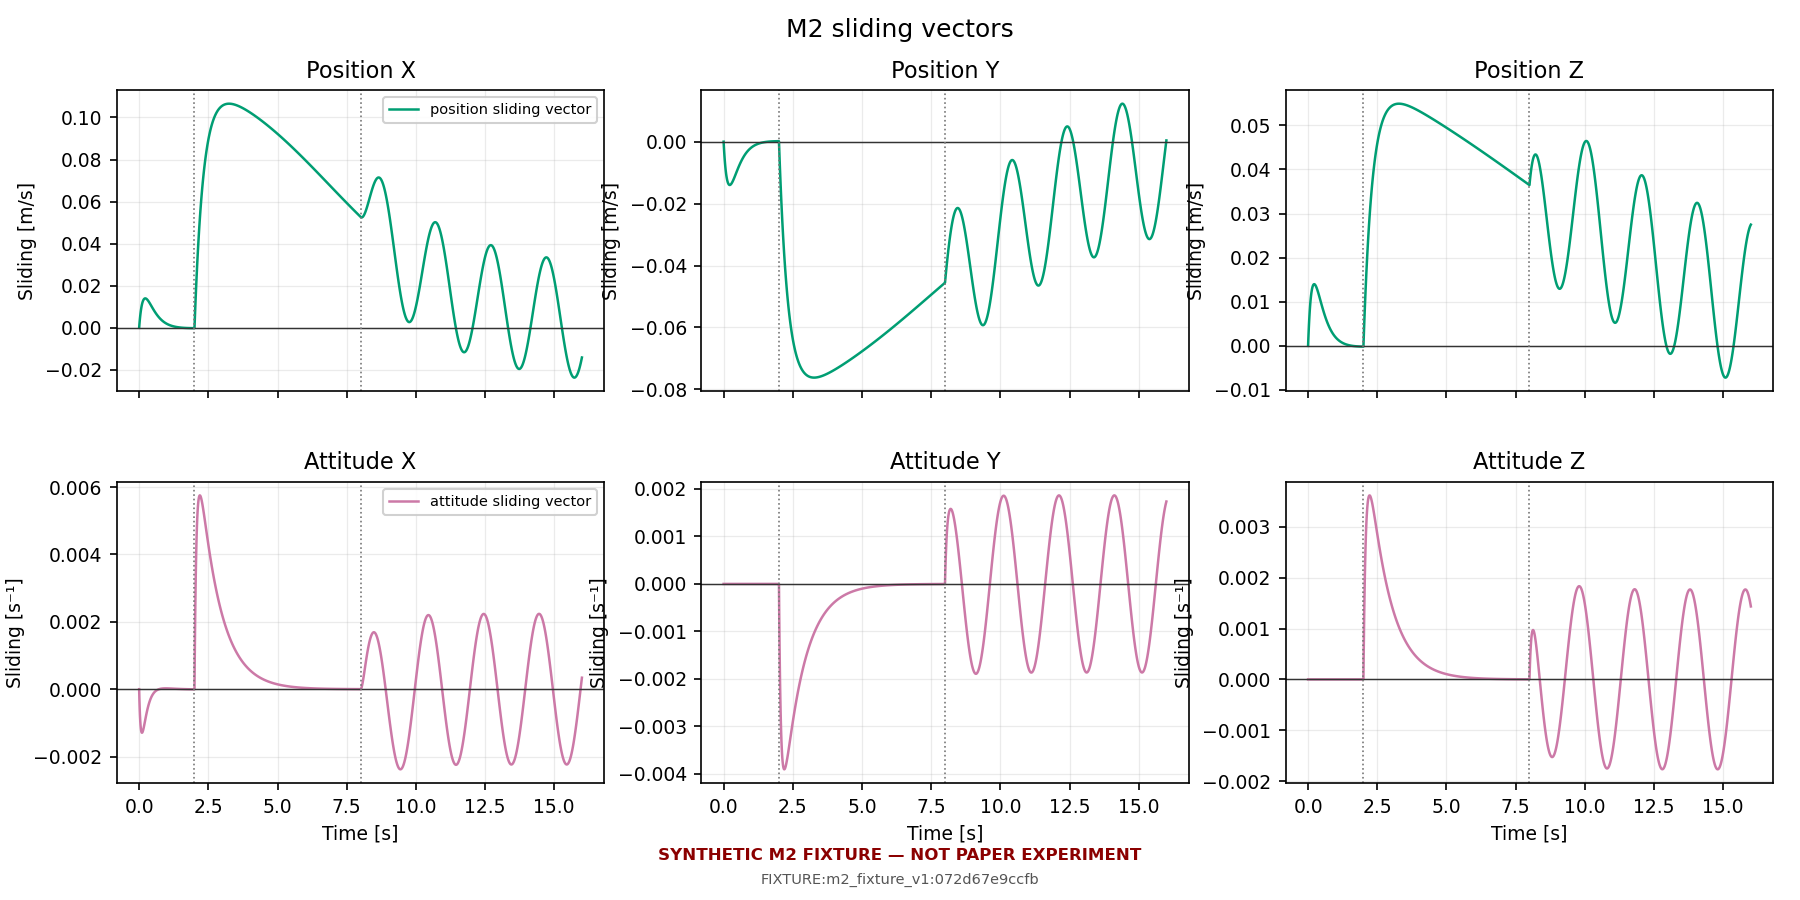 M2 sliding vectors
Position X
Position Y
Position Z
Sliding [m/s]
0.10
0.08
0.06
0.04
0.02
0.00
−0.02
position sliding vector
Sliding [m/s]
0.00
−0.02
−0.04
−0.06
−0.08
Sliding [m/s]
0.05
0.04
0.03
0.02
0.01
0.00
−0.01
Attitude X
Attitude Y
Attitude Z
Sliding [s⁻¹]
0.006
0.004
0.002
0.000
−0.002
attitude sliding vector
0.0 2.5 5.0 7.5 10.0 12.5 15.0
Time [s]
Sliding [s⁻¹]
0.002
0.001
0.000
−0.001
−0.002
−0.003
−0.004
0.0 2.5 5.0 7.5 10.0 12.5 15.0
Time [s]
Sliding [s⁻¹]
0.003
0.002
0.001
0.000
−0.001
−0.002
0.0 2.5 5.0 7.5 10.0 12.5 15.0
Time [s]
SYNTHETIC M2 FIXTURE — NOT PAPER EXPERIMENT
FIXTURE:m2_fixture_v1:072d67e9ccfb